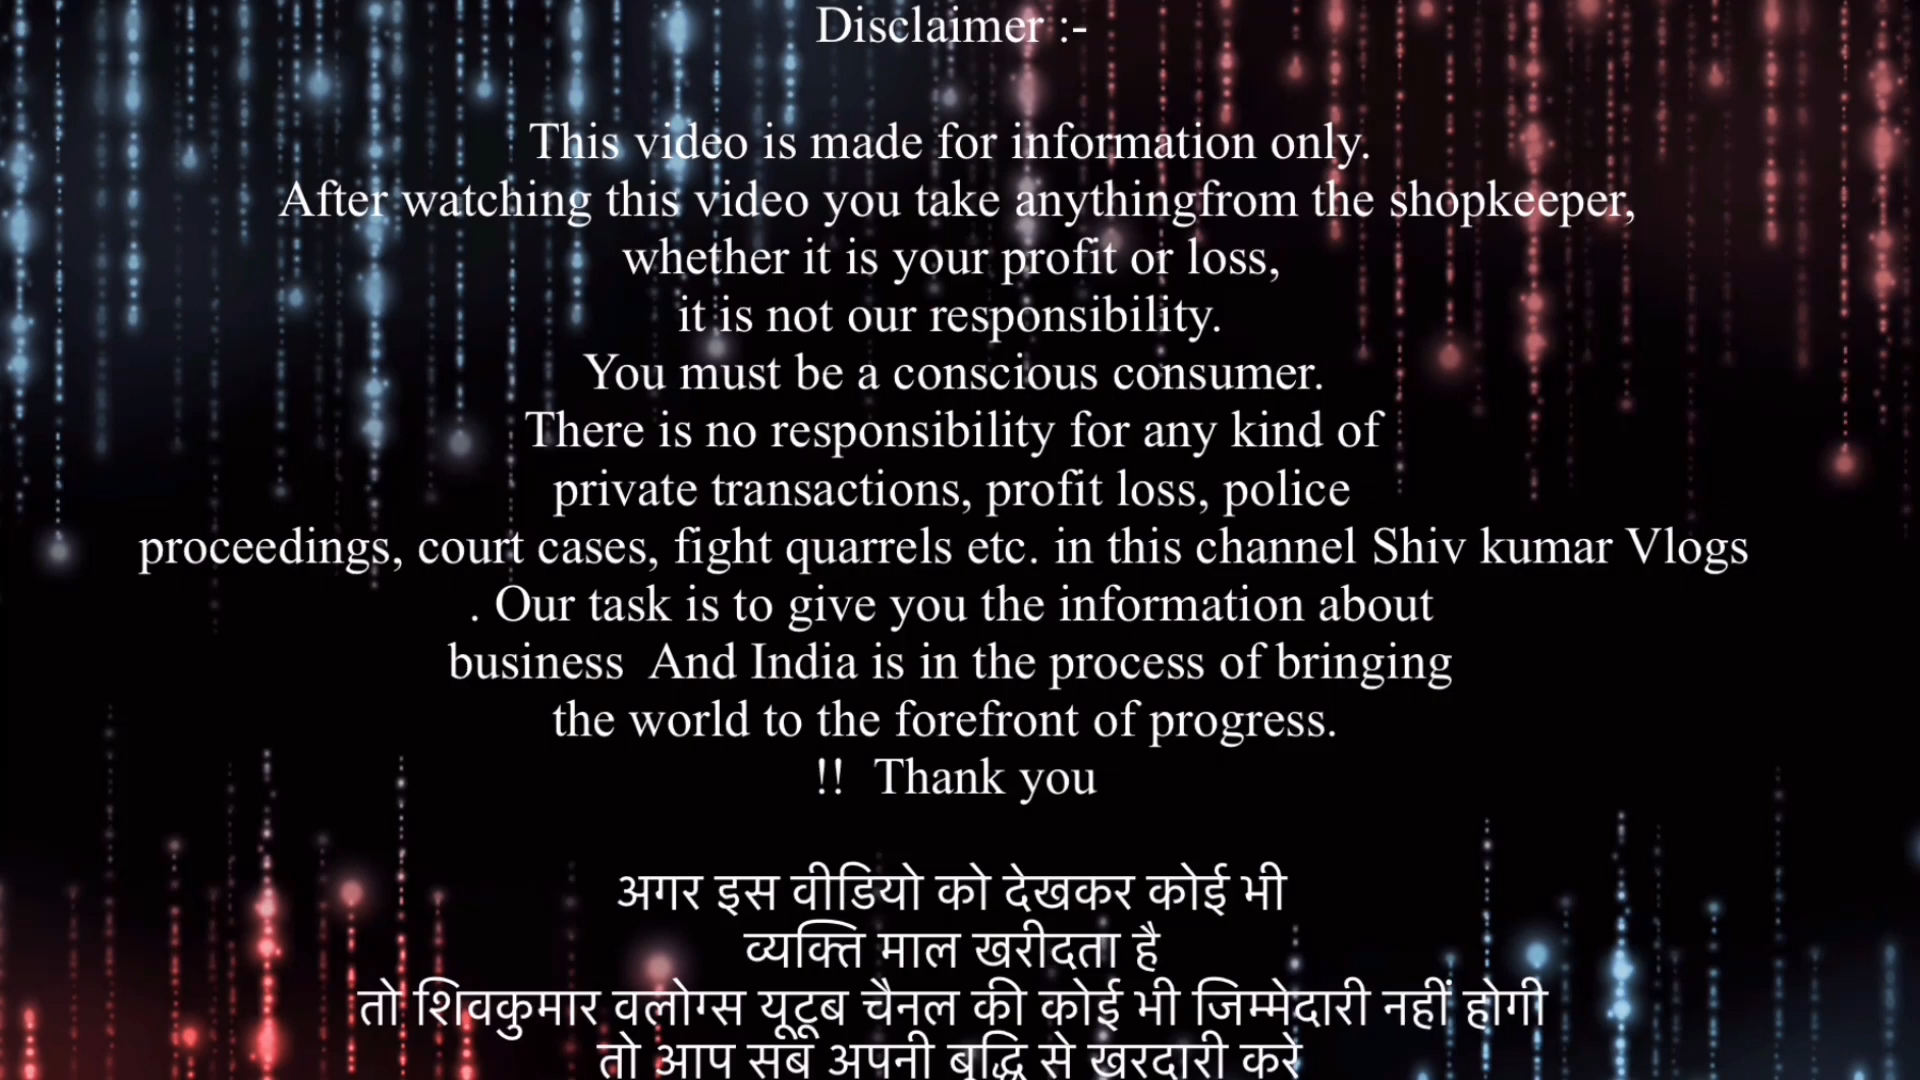 Disclaimer :-
This video is made for information only.
After watching this video you take anythingfrom the shopkeeper,
whether it is your profit or loss,
it is not our responsibility.
You must be a conscious consumer.
There is no responsibility for any kind of
private transactions, profit loss, police
proceedings, court cases, fight quarrels etc. in this channel Shiv kumar Vlogs
. Our task is to give you the information about
business  And India is in the process of bringing
the world to the forefront of progress.
!!  Thank you
अगर इस वीडियो को देखकर कोई भी
व्यक्ति माल खरीदता है
तो शिवकुमार वलोग्स यूटूब चैनल की कोई भी जिम्मेदारी नहीं होगी
तो आप सब अपनी बुद्धि से खरदारी करे